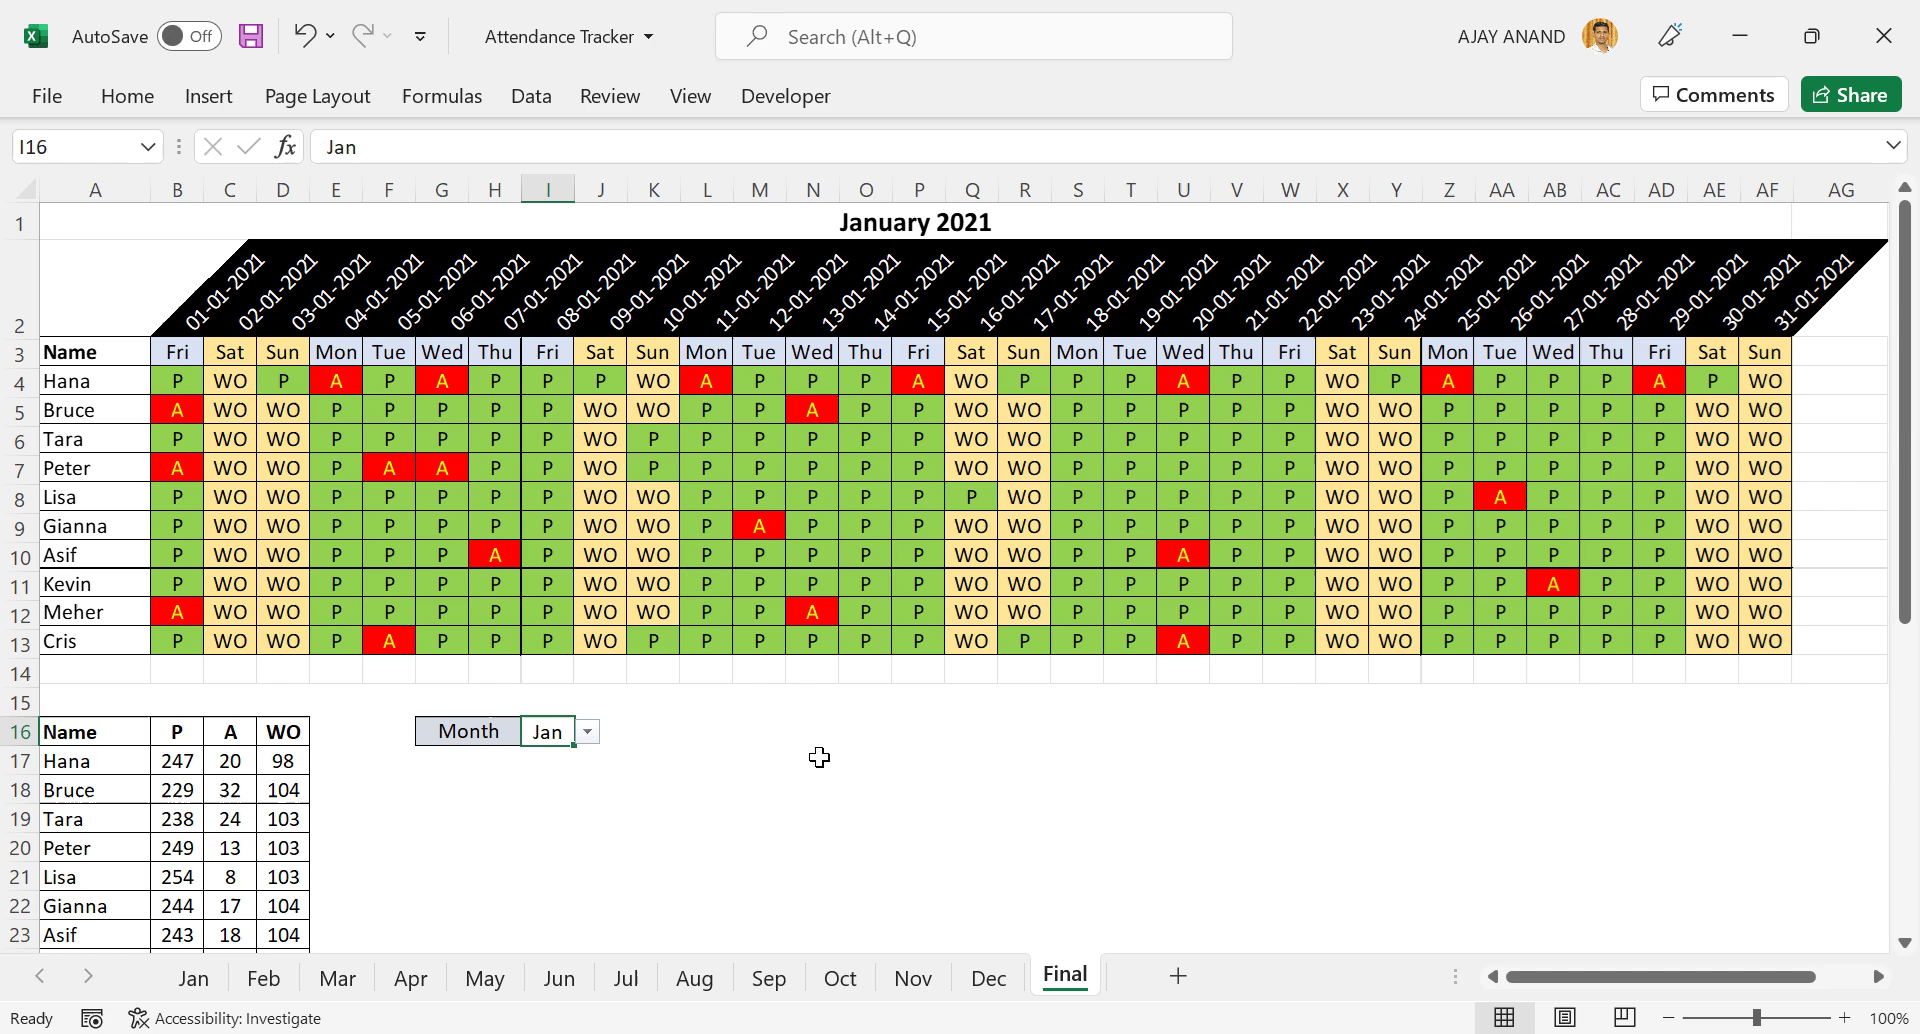 AutoSave Off Attendance Tracker Search (Alt+Q) AJAY ANAND
File Home Insert Page Layout Formulas Data Review View Developer Comments Share
I16 fx Jan
A B C D E F G H I J K L M N O P Q R S T U V W X Y Z AA AB AC AD AE AF AG
1 January 2021
2 01-01-2021 02-01-2021 03-01-2021 04-01-2021 05-01-2021 06-01-2021 07-01-2021 08-01-2021 09-01-2021 10-01-2021 11-01-2021 12-01-2021 13-01-2021 14-01-2021 15-01-2021 16-01-2021 17-01-2021 18-01-2021 19-01-2021 20-01-2021 21-01-2021 22-01-2021 23-01-2021 24-01-2021 25-01-2021 26-01-2021 27-01-2021 28-01-2021 29-01-2021 30-01-2021 31-01-2021
3 Name Fri Sat Sun Mon Tue Wed Thu Fri Sat Sun Mon Tue Wed Thu Fri Sat Sun Mon Tue Wed Thu Fri Sat Sun Mon Tue Wed Thu Fri Sat Sun
4 Hana P WO P A P A P P P WO A P P P A WO P P P A P P WO P A P P P A P WO
5 Bruce A WO WO P P P P P WO WO P P A P P WO WO P P P P P WO WO P P P P P WO WO
6 Tara P WO WO P P P P P WO P P P P P P WO WO P P P P P WO WO P P P P P WO WO
7 Peter A WO WO P A A P P WO P P P P P P WO WO P P P P P WO WO P P P P P WO WO
8 Lisa P WO WO P P P P P WO WO P P P P P P WO P P P P P WO WO P A P P P WO WO
9 Gianna P WO WO P P P P P WO WO P A P P P WO WO P P P P P WO WO P P P P P WO WO
10 Asif P WO WO P P P A P WO WO P P P P P WO WO P P A P P WO WO P P P P P WO WO
11 Kevin P WO WO P P P P P WO WO P P P P P WO WO P P P P P WO WO P P A P P WO WO
12 Meher A WO WO P P P P P WO WO P P A P P WO WO P P P P P WO WO P P P P P WO WO
13 Cris P WO WO P A P P P WO P P P P P P WO P P P A P P WO WO P P P P P WO WO
14
15
16 Name P A WO Month Jan
17 Hana 247 20 98
18 Bruce 229 32 104
19 Tara 238 24 103
20 Peter 249 13 103
21 Lisa 254 8 103
22 Gianna 244 17 104
23 Asif 243 18 104
Jan Feb Mar Apr May Jun Jul Aug Sep Oct Nov Dec Final
Ready Accessibility: Investigate 100%